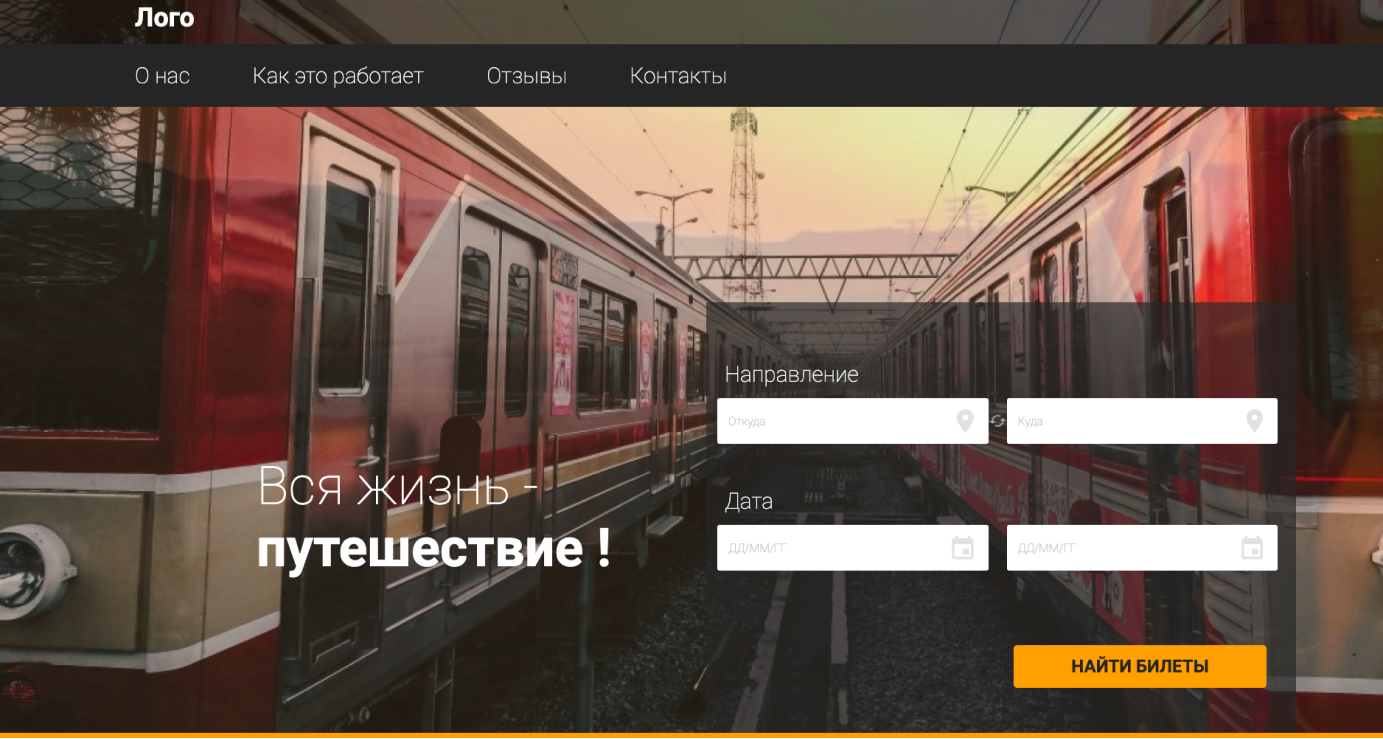 Лого
О нас Как это работает Отзывы Контакты
Вся жизнь -
путешествие !
Направление
Откуда Куда
Дата
ДД/ММ/ГГ ДД/ММ/ГГ
НАЙТИ БИЛЕТЫ